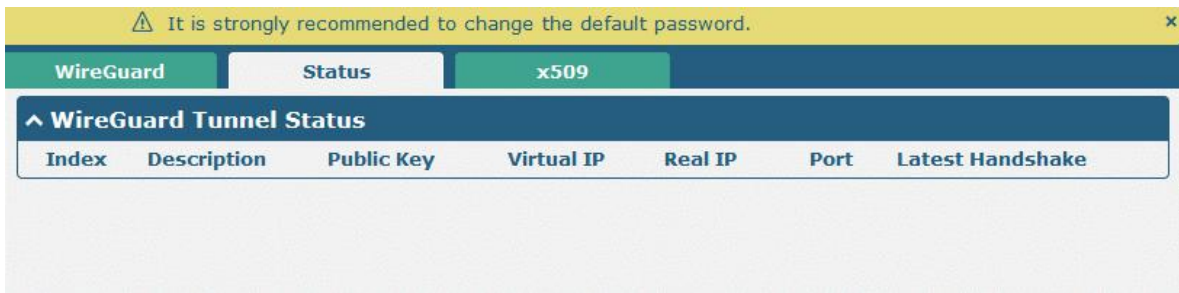 ⚠ It is strongly recommended to change the default password. ×
WireGuard Status x509
^ WireGuard Tunnel Status
Index Description Public Key Virtual IP Real IP Port Latest Handshake